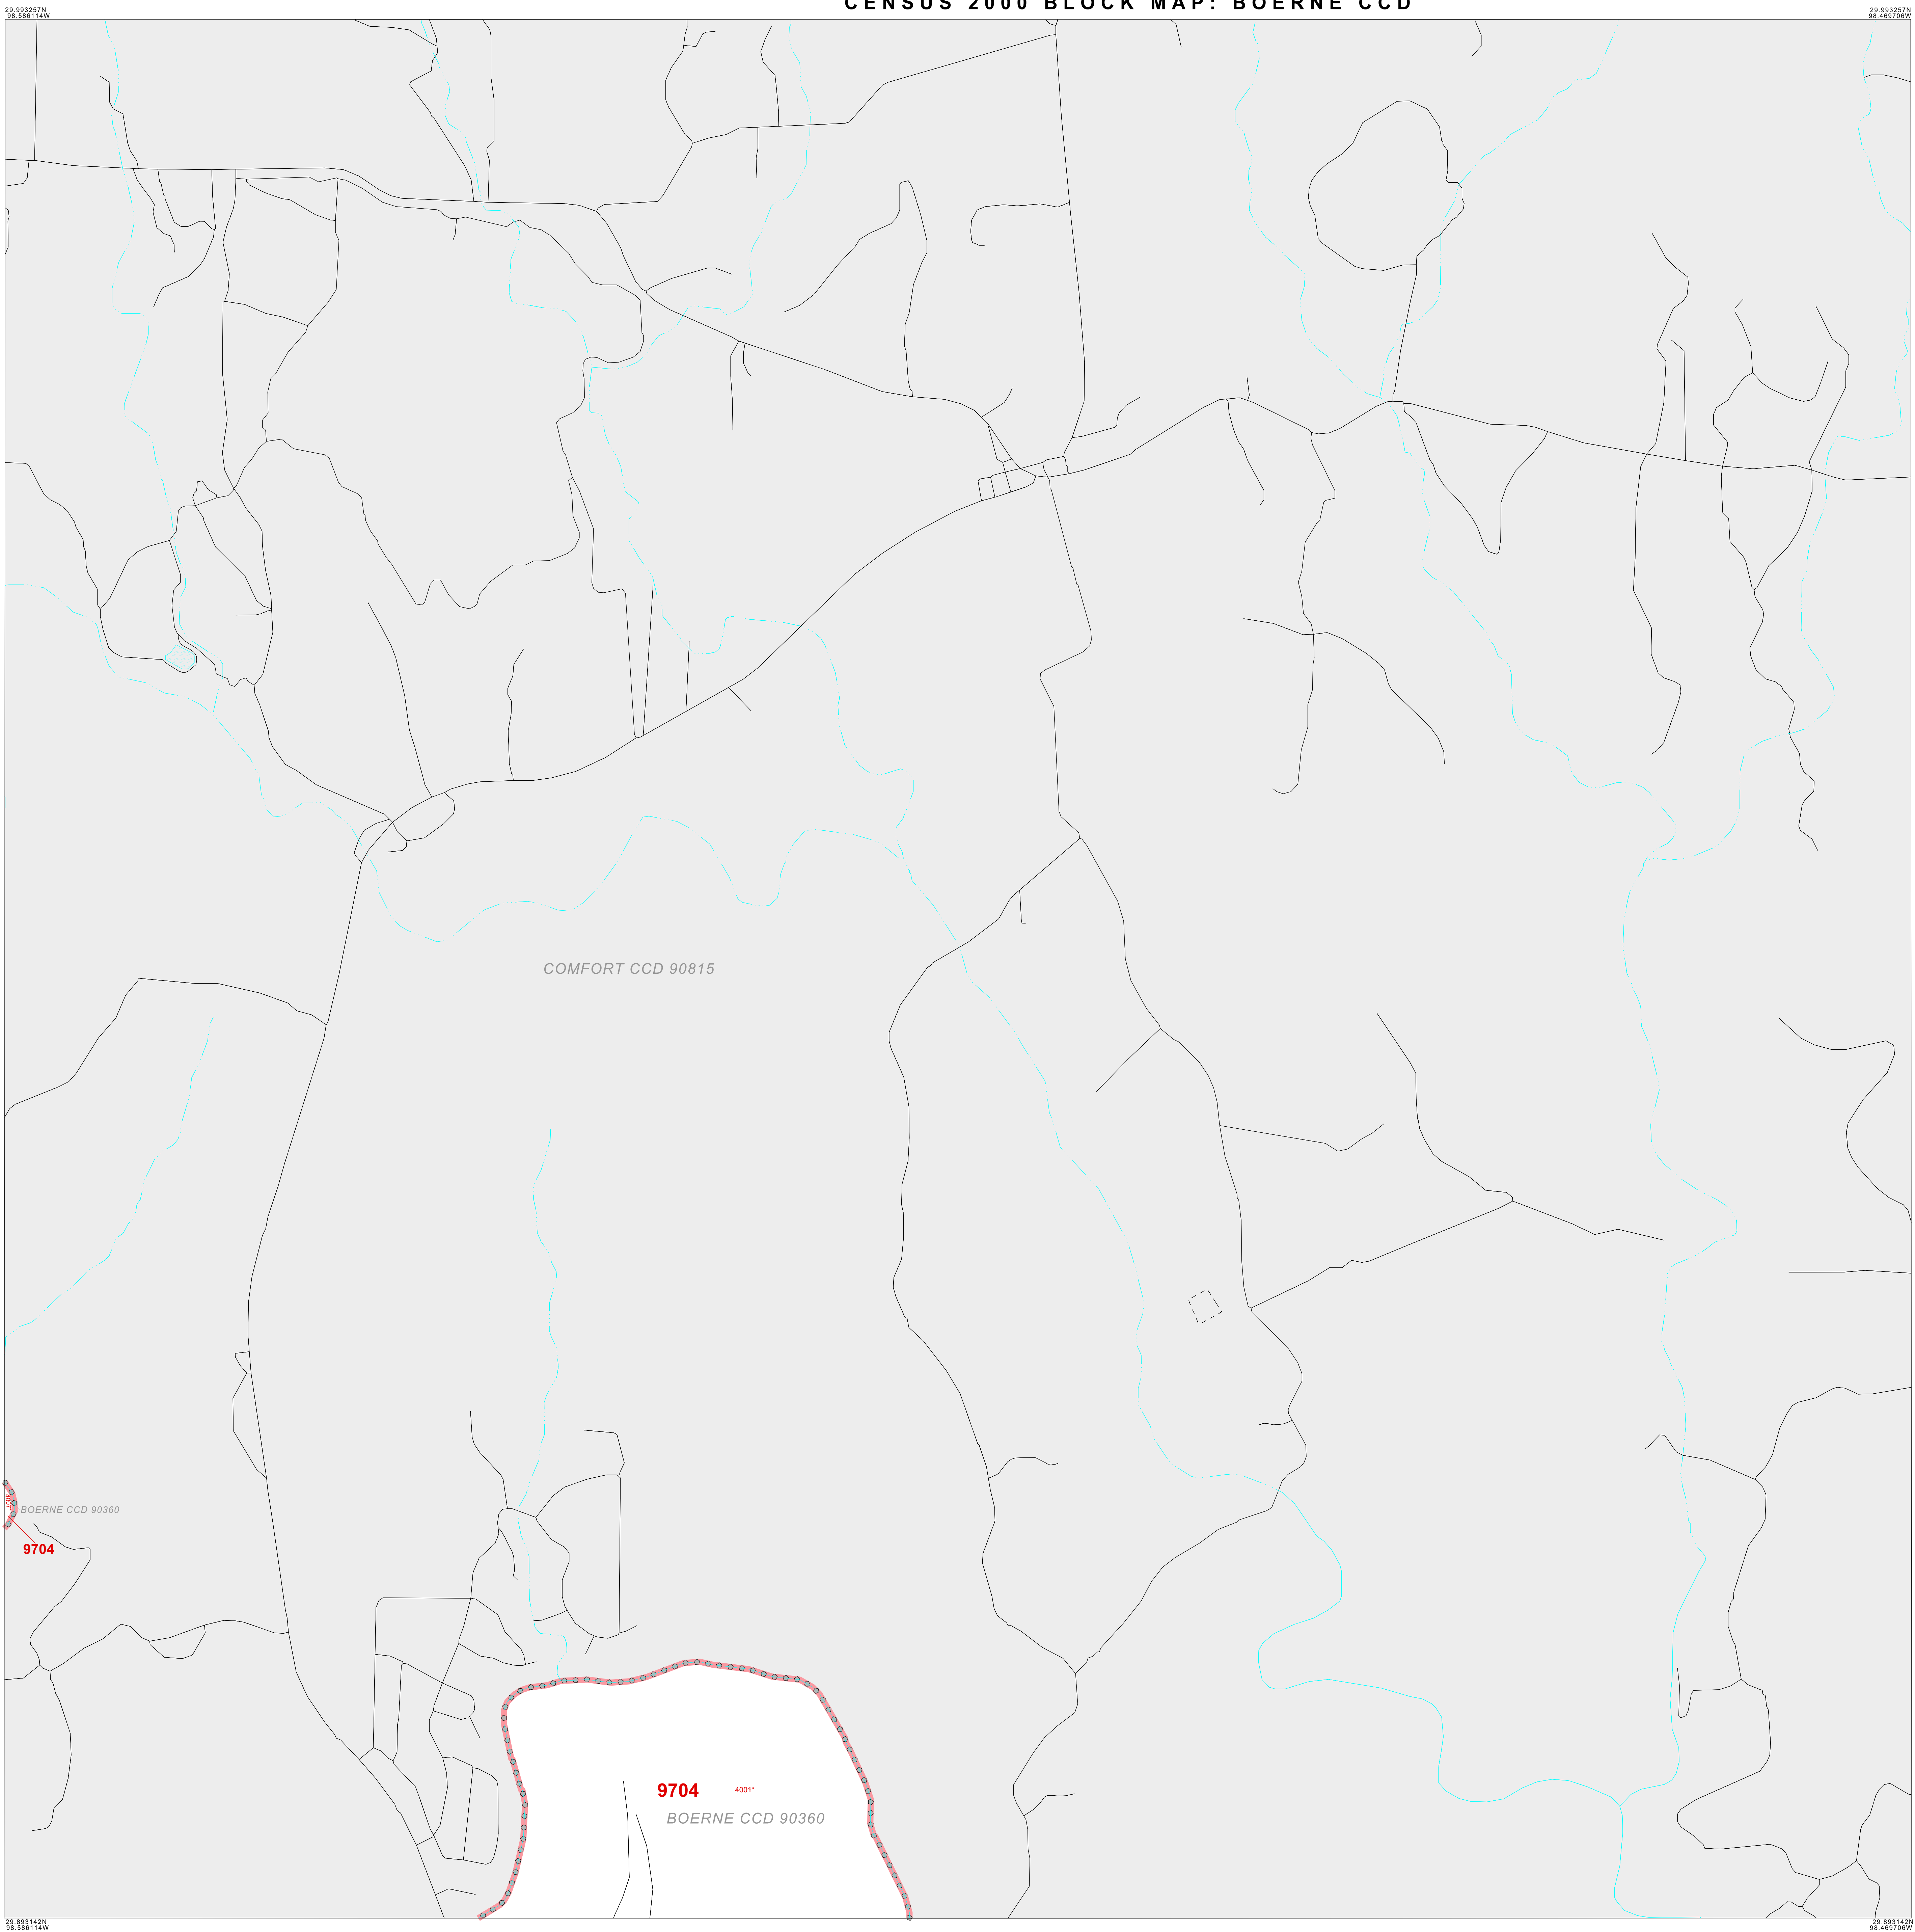 CENSUS 2000 BLOCK MAP: BOERNE CCD
29.993257N
98.586114W
29.993257N
98.469706W
COMFORT CCD 90815
BOERNE CCD 90360
9704
9704
4001*
BOERNE CCD 90360
29.893142N
98.586114W
29.893142N
98.469706W